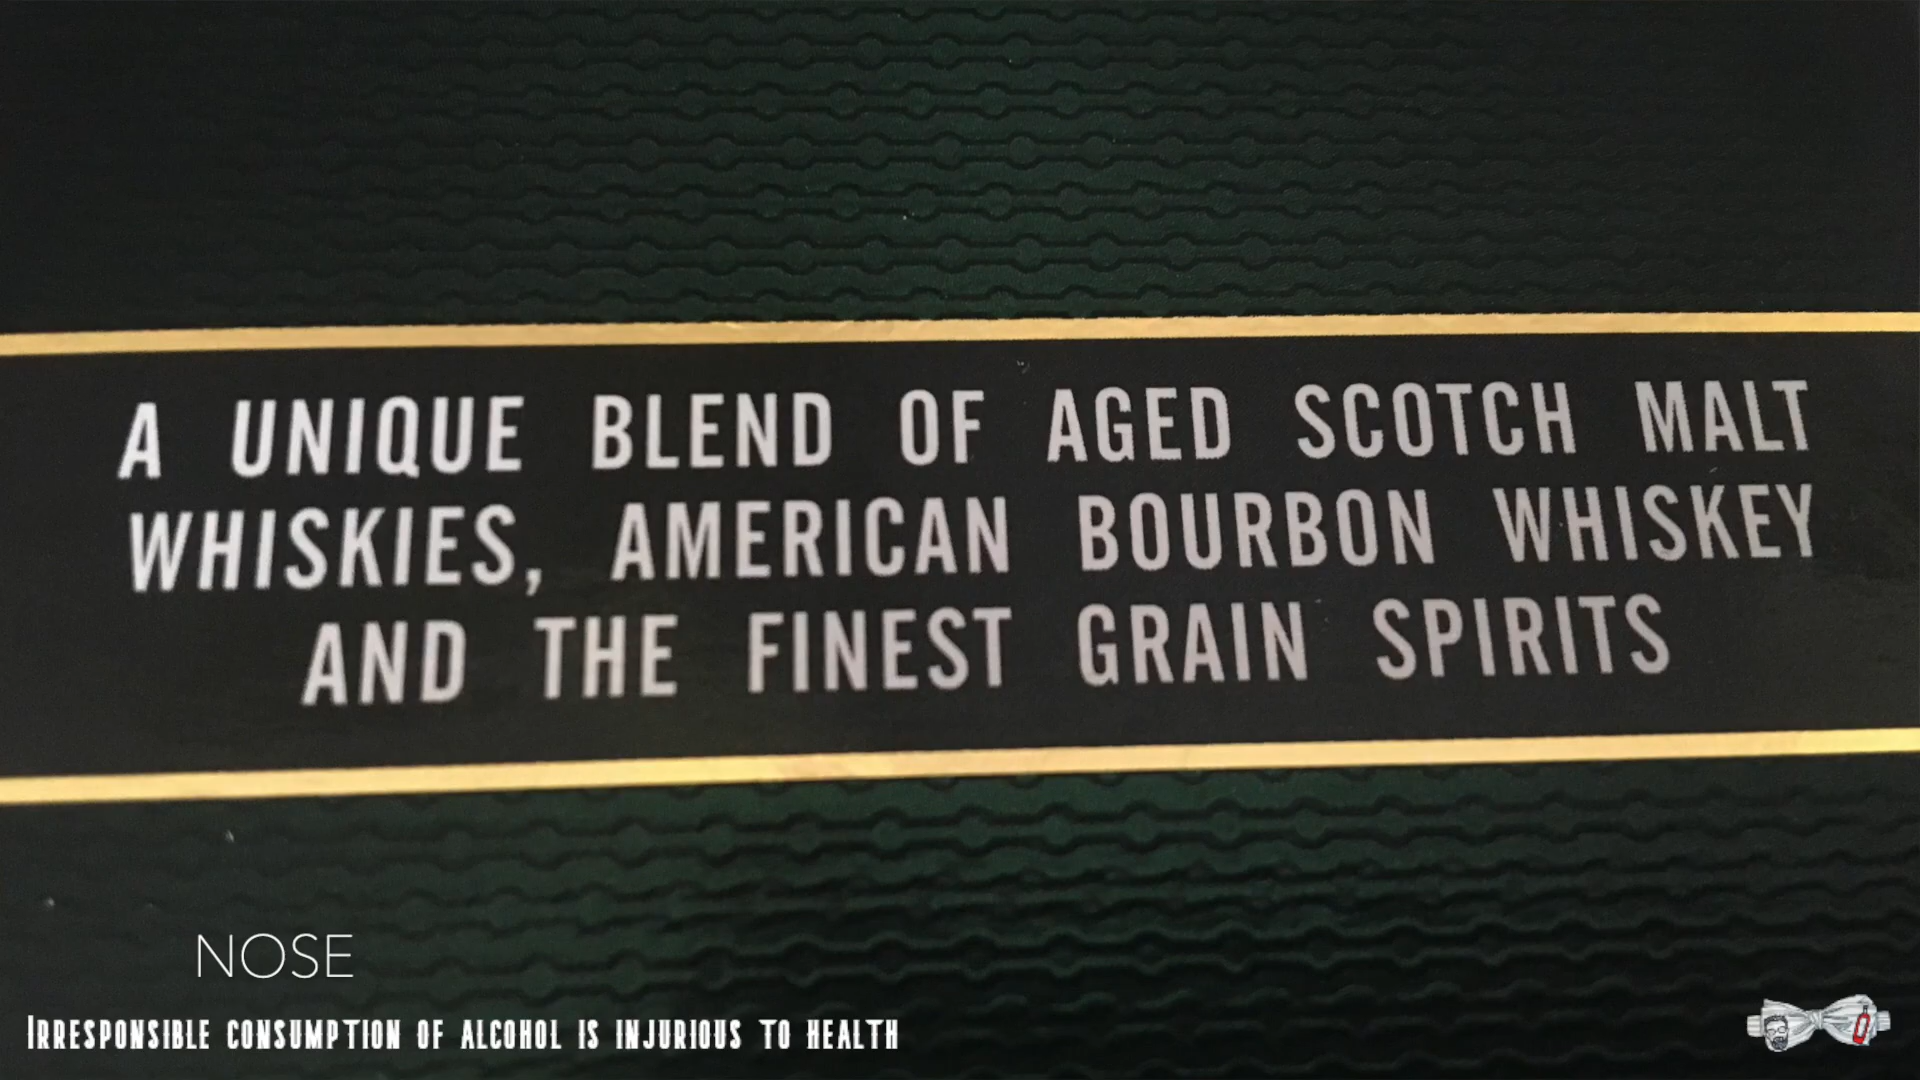 A UNIQUE BLEND OF AGED SCOTCH MALT
WHISKIES, AMERICAN BOURBON WHISKEY
AND THE FINEST GRAIN SPIRITS
NOSE
IRRESPONSIBLE CONSUMPTION OF ALCOHOL IS INJURIOUS TO HEALTH